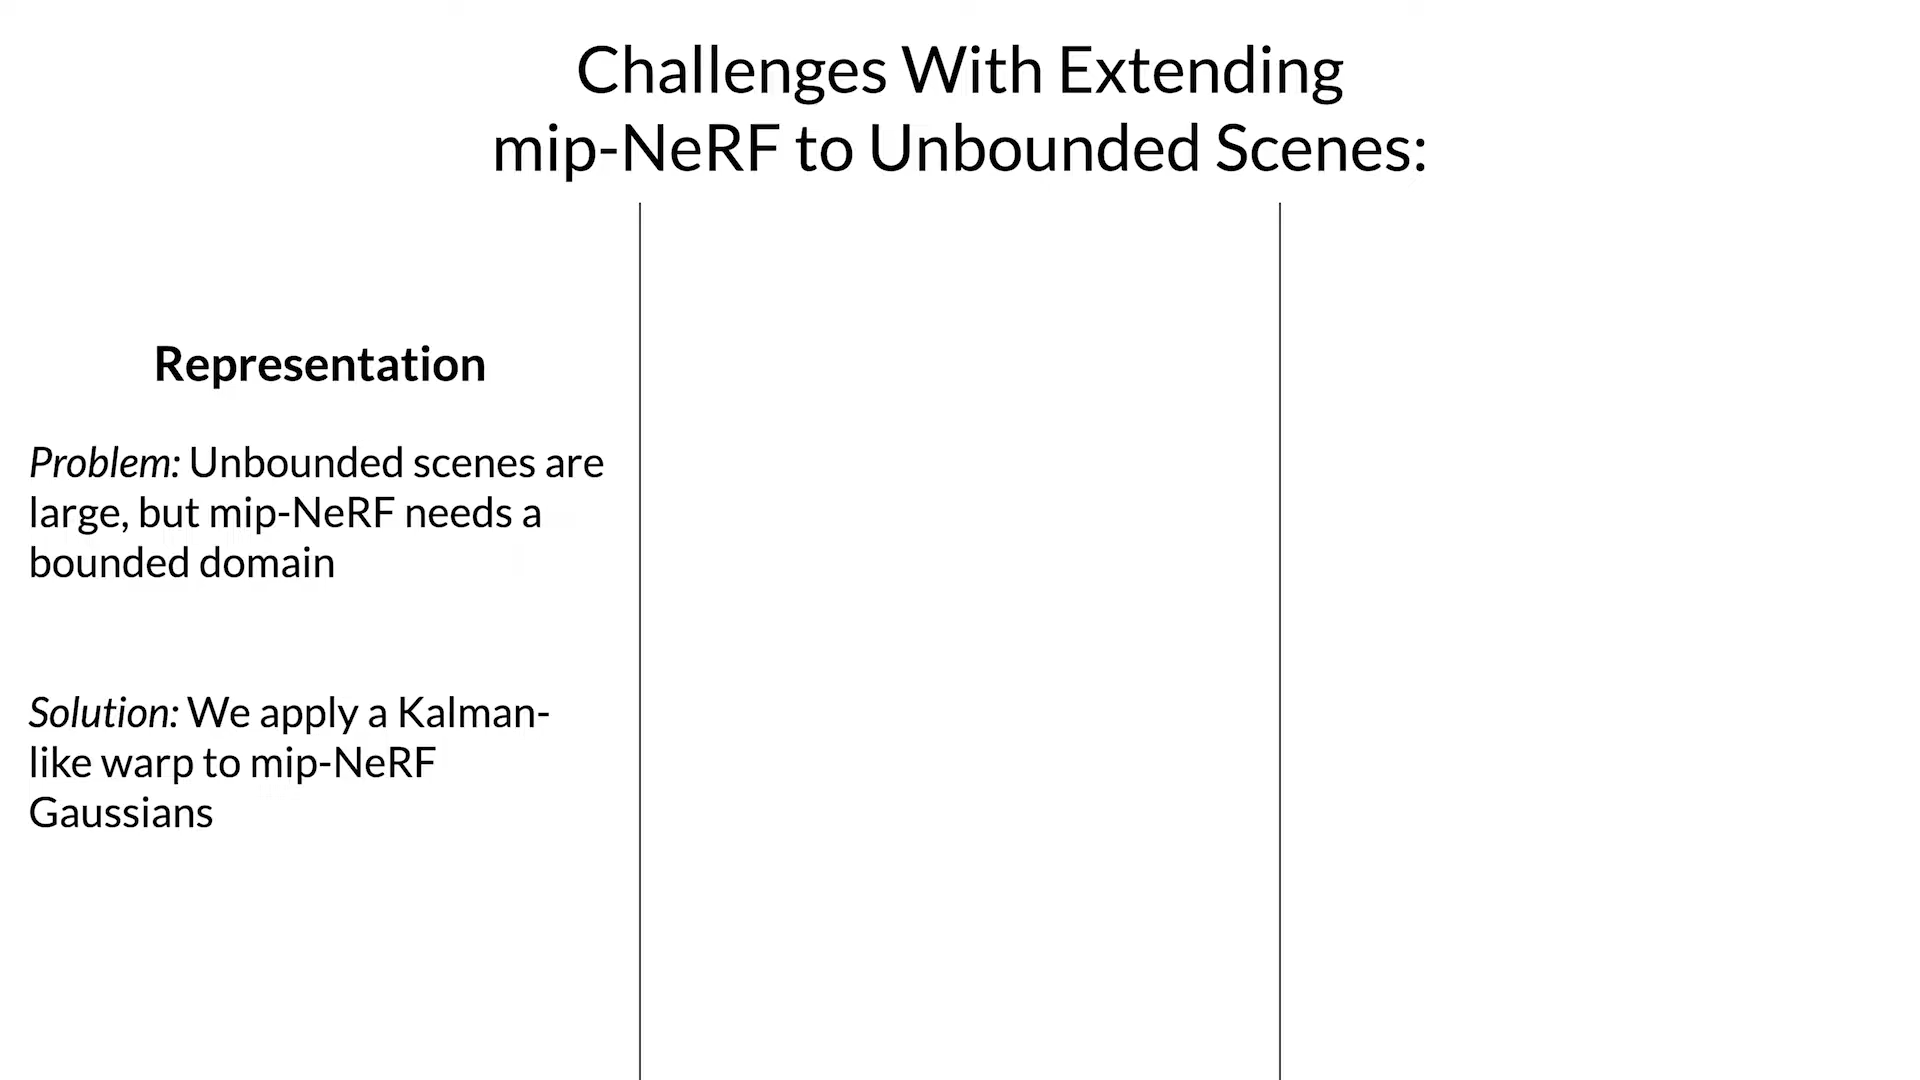 Challenges With Extending
mip-NeRF to Unbounded Scenes:
Representation
Problem: Unbounded scenes are
large, but mip-NeRF needs a
bounded domain
Solution: We apply a Kalman-
like warp to mip-NeRF
Gaussians